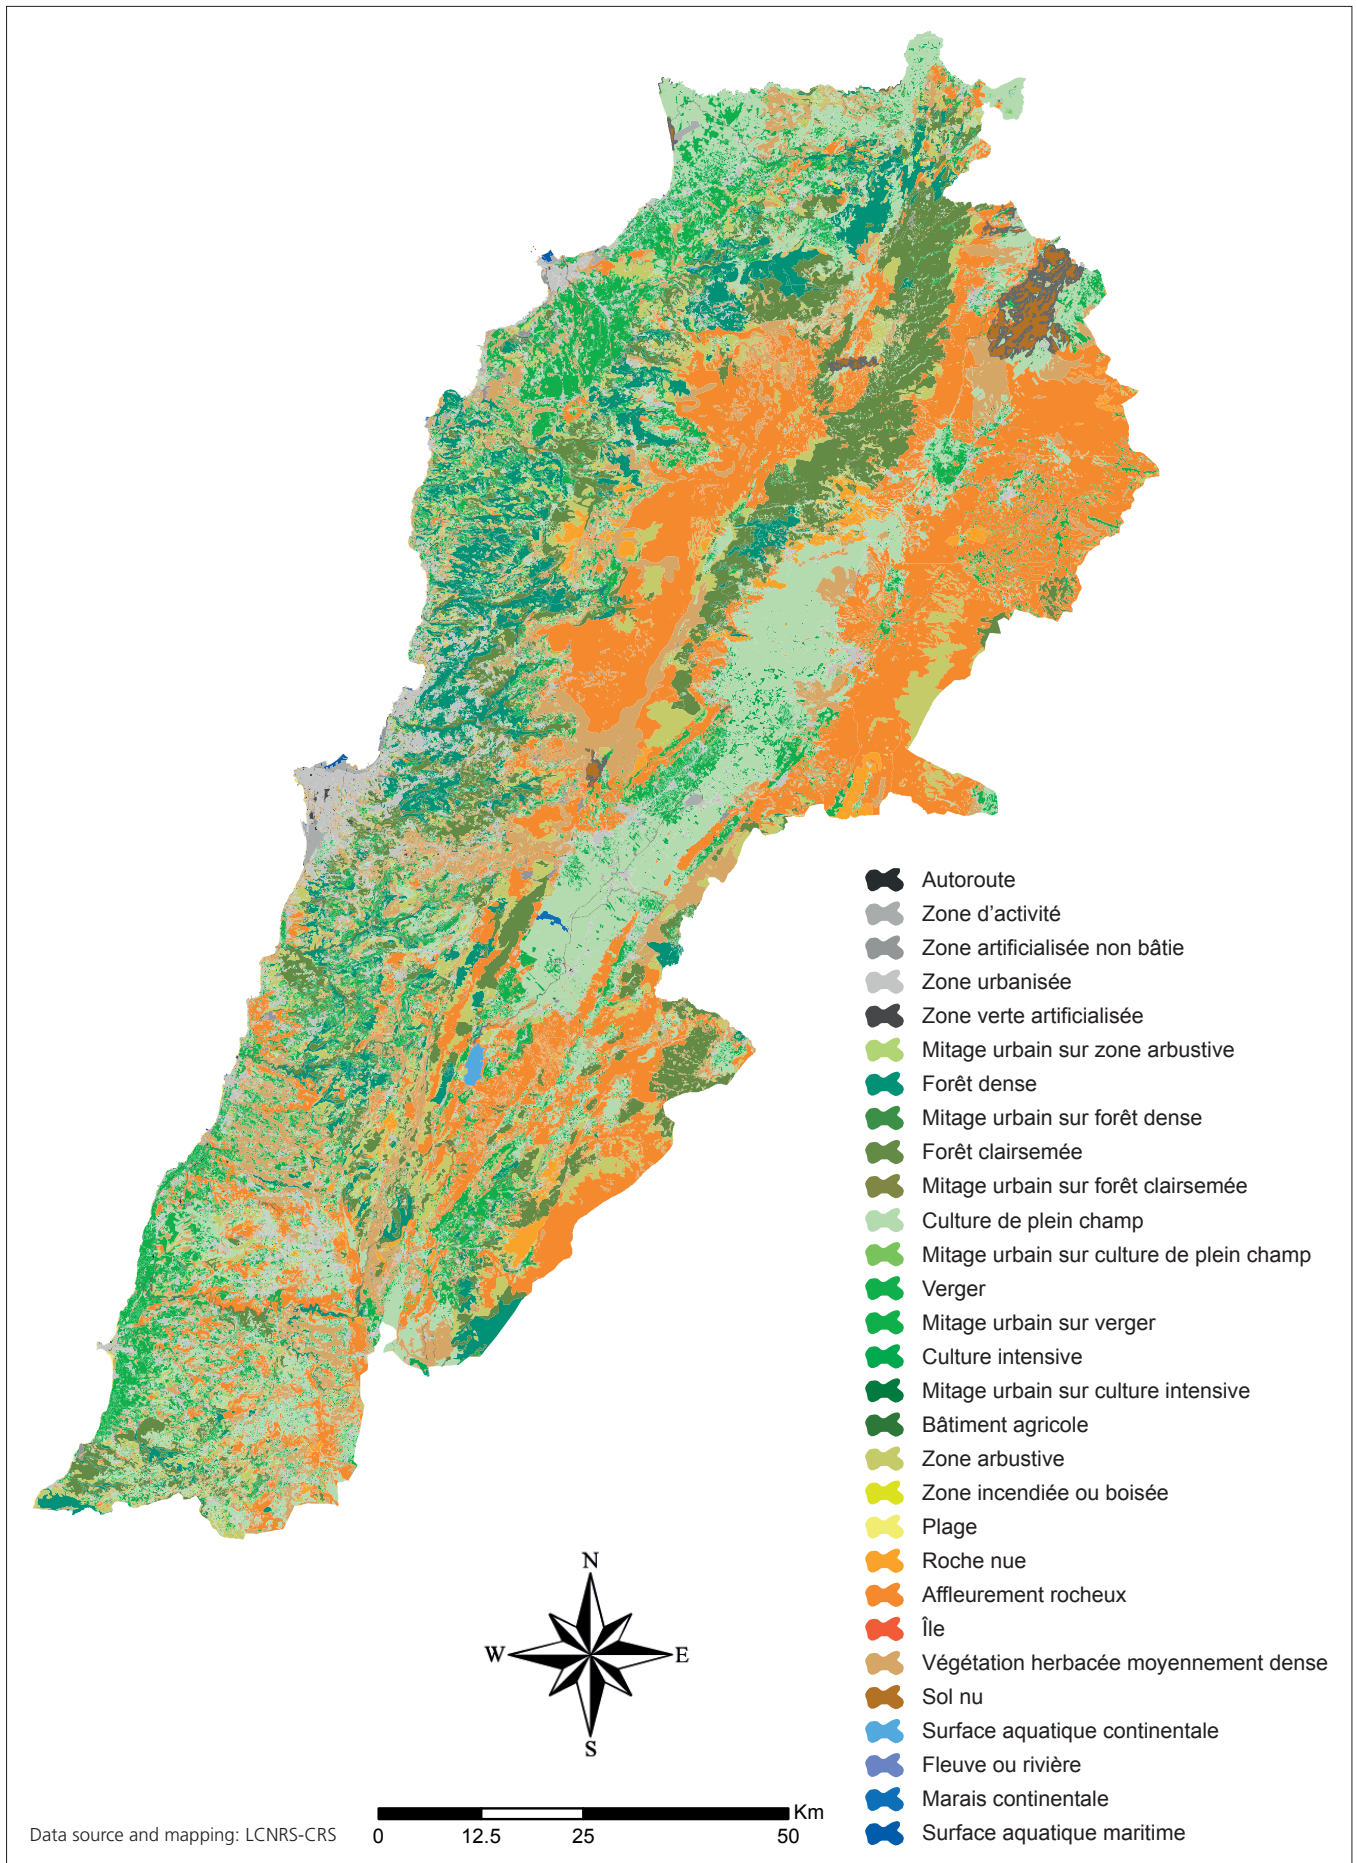 Autoroute
Zone d'activité
Zone artificialisée non bâtie
Zone urbanisée
Zone verte artificialisée
Mitage urbain sur zone arbustive
Forêt dense
Mitage urbain sur forêt dense
Forêt clairsemée
Mitage urbain sur forêt clairsemée
Culture de plein champ
Mitage urbain sur culture de plein champ
Verger
Mitage urbain sur verger
Culture intensive
Mitage urbain sur culture intensive
Bâtiment agricole
Zone arbustive
Zone incendiée ou boisée
Plage
Roche nue
Affleurement rocheux
Île
Végétation herbacée moyennement dense
Sol nu
Surface aquatique continentale
Fleuve ou rivière
Marais continentale
Surface aquatique maritime
N
W E
S
Km
0 12.5 25 50
Data source and mapping: LCNRS-CRS